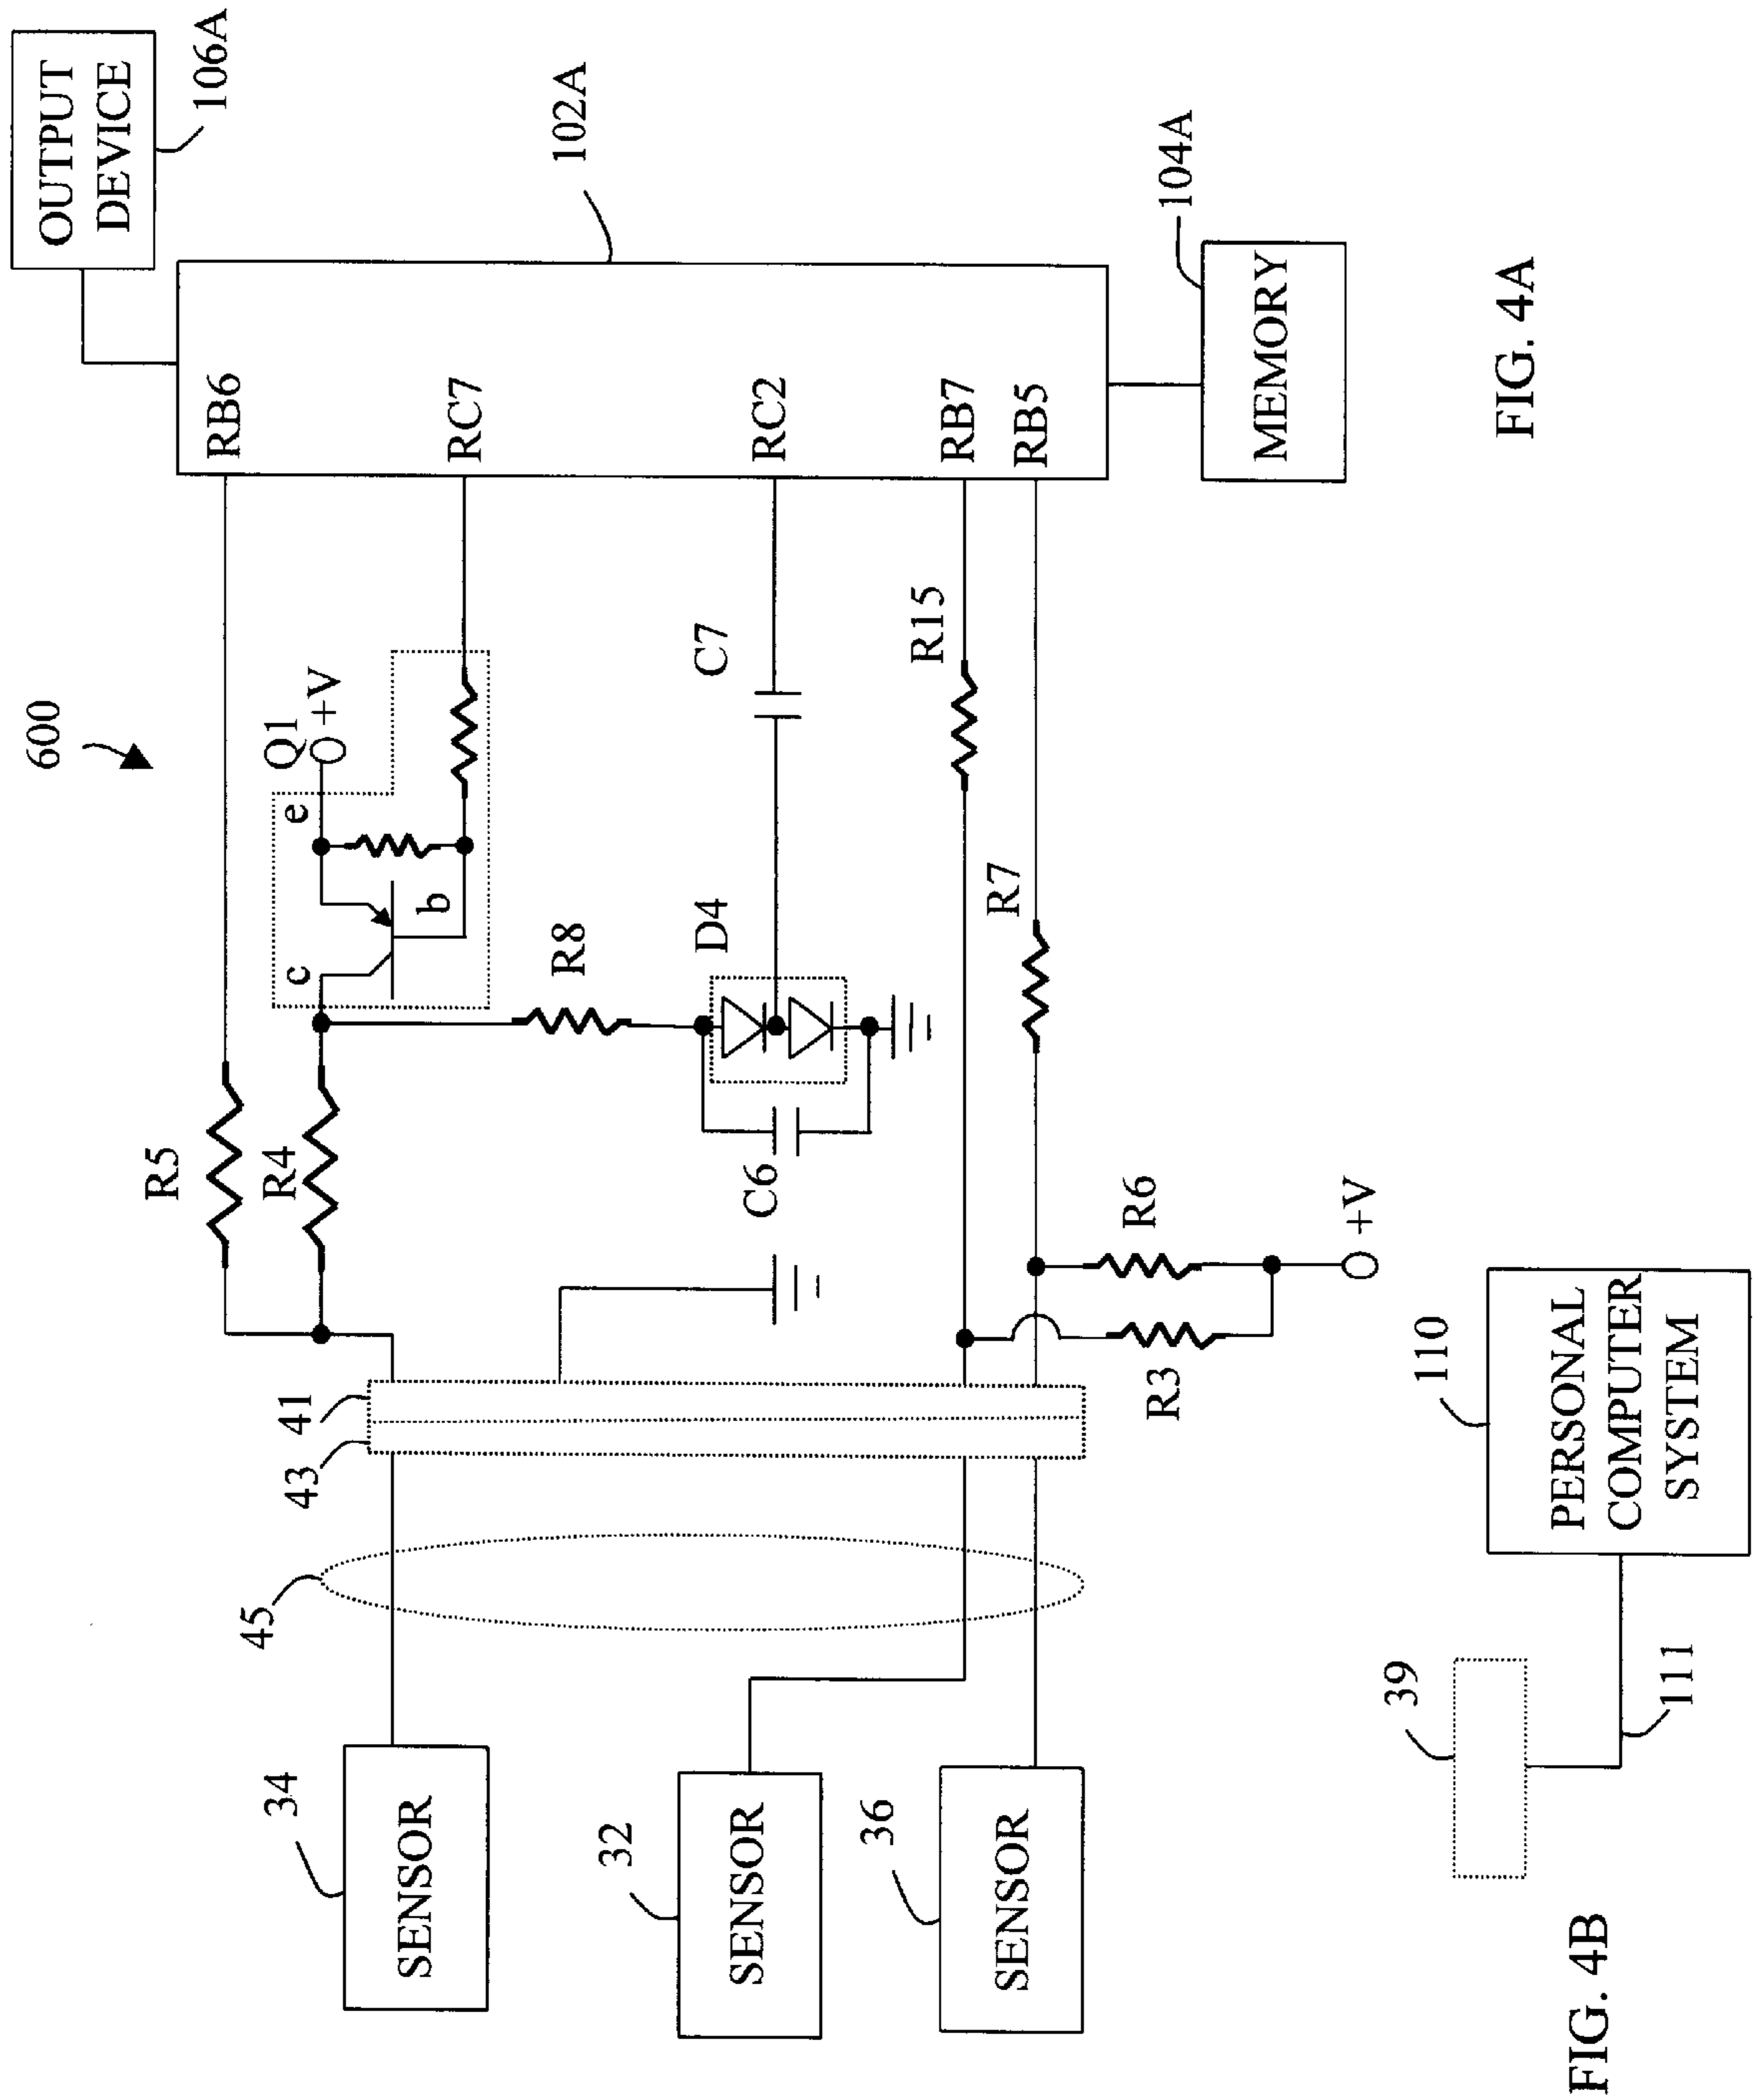 600
OUTPUT
DEVICE
106A
102A
RB6
RC7
RC2
RB7
RB5
104A
MEMORY
Q1
+V
e
b
c
R5
R4
R8
D4
C7
C6
R15
R7
R6
R3
+V
41
43
45
34
SENSOR
32
SENSOR
36
SENSOR
FIG. 4A
110
PERSONAL
COMPUTER
SYSTEM
39
111
FIG. 4B